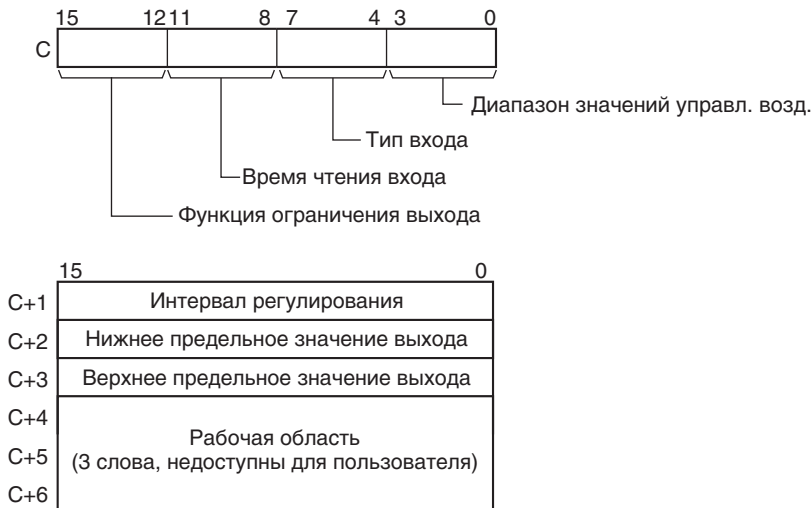 15 12 11 8 7 4 3 0
C
Диапазон значений управл. возд.
Тип входа
Время чтения входа
Функция ограничения выхода
15 0
C+1 Интервал регулирования
C+2 Нижнее предельное значение выхода
C+3 Верхнее предельное значение выхода
C+4
Рабочая область
C+5 (3 слова, недоступны для пользователя)
C+6